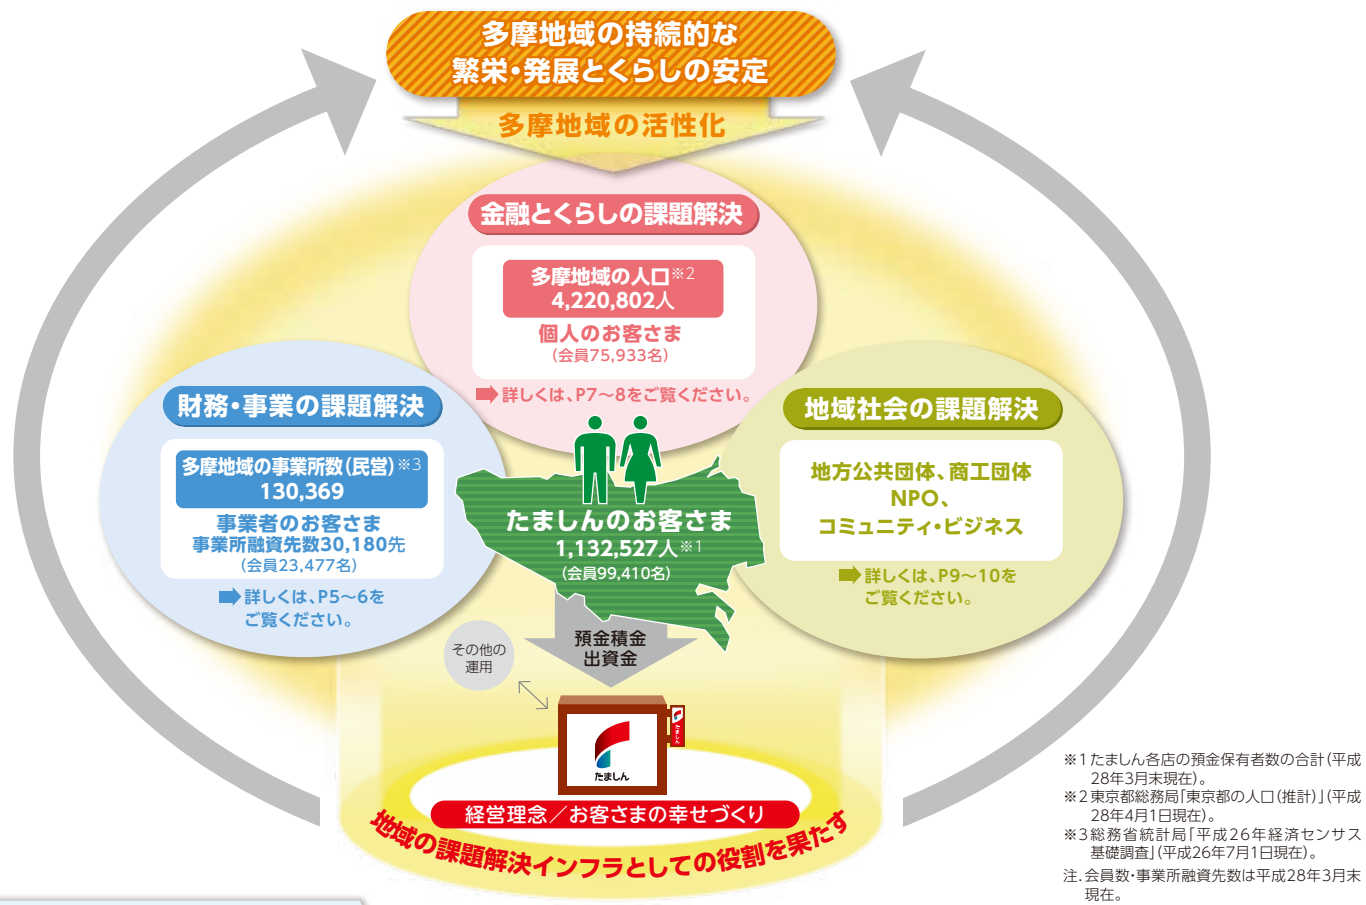 多摩地域の持続的な
繁栄・発展とくらしの安定
多摩地域の活性化
金融とくらしの課題解決
多摩地域の人口※2
4,220,802人
個人のお客さま
(会員75,933名)
詳しくは、P7〜8をご覧ください。
財務・事業の課題解決
多摩地域の事業所数(民営)※3
130,369
事業者のお客さま
事業所融資先数30,180先
(会員23,477名)
詳しくは、P5〜6を
ご覧ください。
地域社会の課題解決
地方公共団体、商工団体
NPO、
コミュニティ・ビジネス
詳しくは、P9〜10を
ご覧ください。
たましんのお客さま
1,132,527人※1
(会員99,410名)
預金積金
出資金
その他の
運用
たましん
たましん
経営理念／お客さまの幸せづくり
地域の課題解決インフラとしての役割を果たす
※1たましん各店の預金保有者数の合計(平成
28年3月末現在)。
※2東京都総務局「東京都の人口(推計)」(平成
28年4月1日現在)。
※3総務省統計局「平成26年経済センサス
基礎調査」(平成26年7月1日現在)。
注.会員数・事業所融資先数は平成28年3月末
現在。